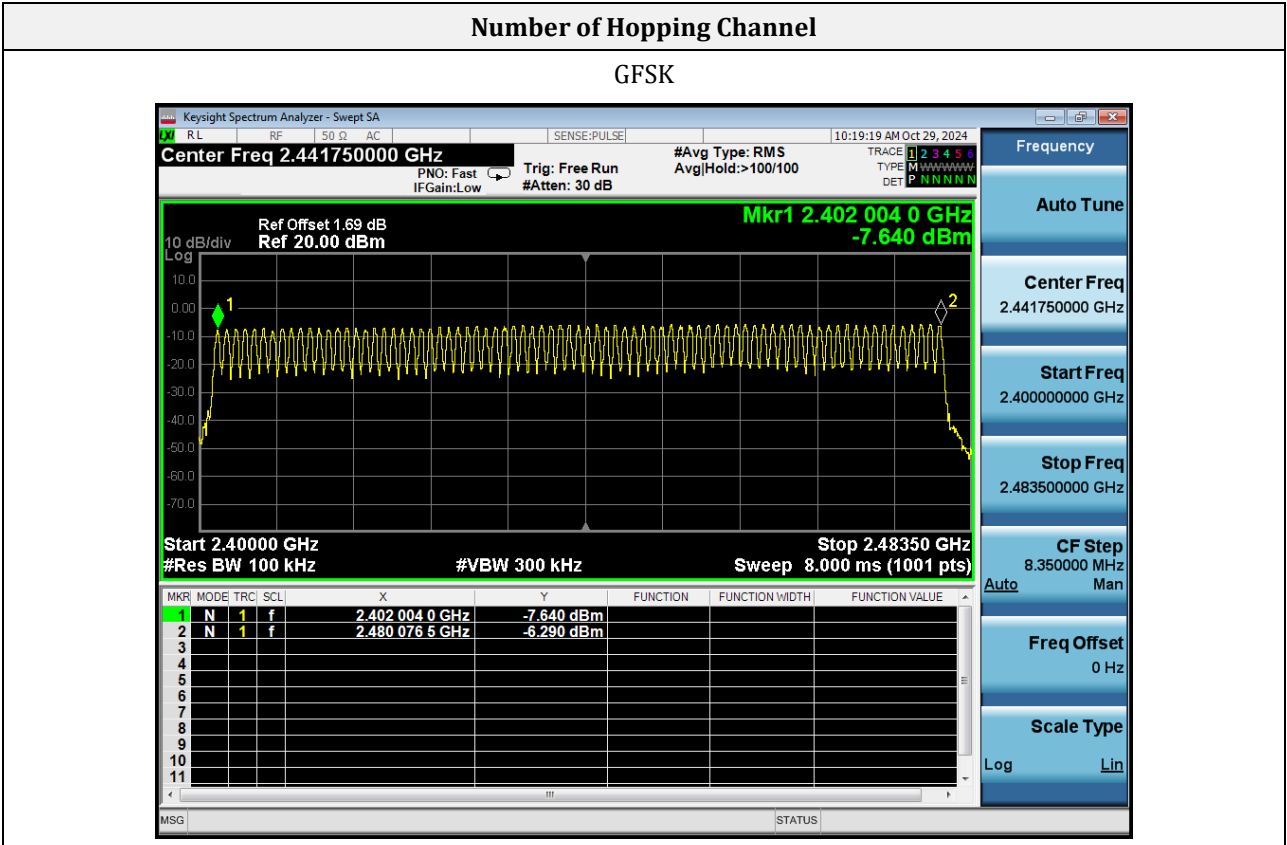 Number of Hopping Channel
GFSK
Keysight Spectrum Analyzer - Swept SA
LXI RL RF 50 Ω AC SENSE:PULSE 10:19:19 AM Oct 29, 2024
Center Freq 2.441750000 GHz
PNO: Fast
IFGain:Low
Trig: Free Run
#Atten: 30 dB
#Avg Type: RMS
Avg|Hold:>100/100
TRACE 1 2 3 4 5 6
TYPE M WWWWW
DET P N N N N N
Ref Offset 1.69 dB
Ref 20.00 dBm
10 dB/div
Log
Mkr1 2.402 004 0 GHz
-7.640 dBm
10.0
0.00
-10.0
-20.0
-30.0
-40.0
-50.0
-60.0
-70.0
1
2
Start 2.40000 GHz Stop 2.48350 GHz
#Res BW 100 kHz #VBW 300 kHz Sweep 8.000 ms (1001 pts)
MKR MODE TRC SCL X Y FUNCTION FUNCTION WIDTH FUNCTION VALUE
1 N 1 f 2.402 004 0 GHz -7.640 dBm
2 N 1 f 2.480 076 5 GHz -6.290 dBm
3
4
5
6
7
8
9
10
11
MSG STATUS
Frequency
Auto Tune
Center Freq
2.441750000 GHz
Start Freq
2.400000000 GHz
Stop Freq
2.483500000 GHz
CF Step
8.350000 MHz
Auto Man
Freq Offset
0 Hz
Scale Type
Log Lin